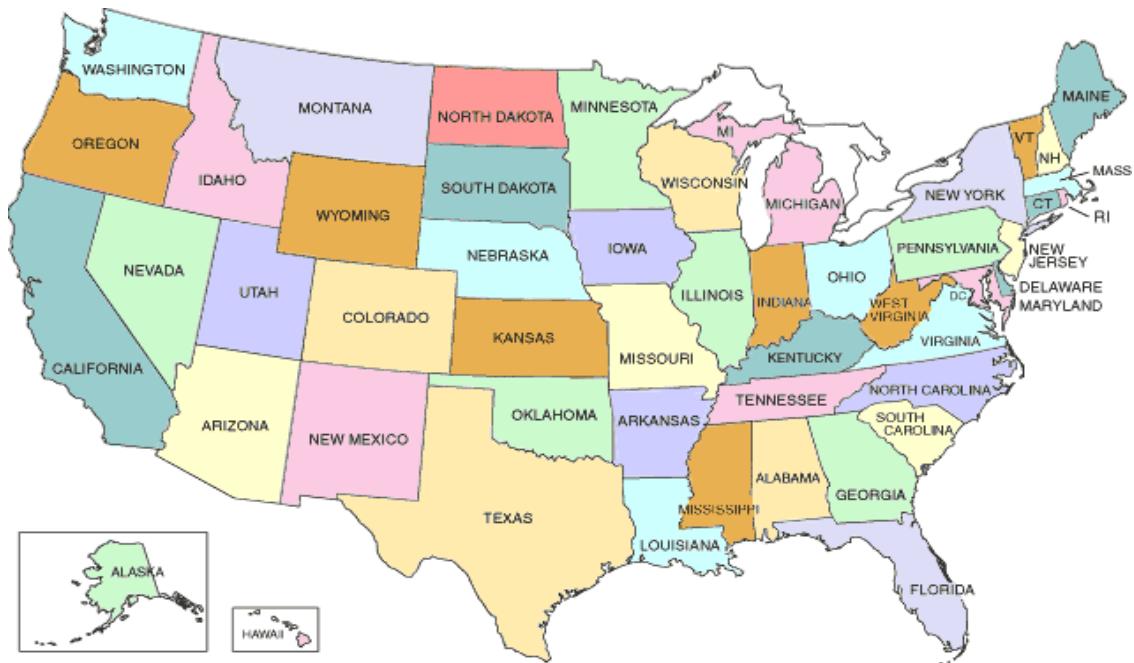 WASHINGTON
MONTANA
NORTH DAKOTA
MINNESOTA
MAINE
OREGON
IDAHO
MI
VT
NH
MASS
SOUTH DAKOTA
WISCONSIN
MICHIGAN
NEW YORK
CT
RI
WYOMING
NEBRASKA
IOWA
PENNSYLVANIA
NEW
JERSEY
NEVADA
UTAH
COLORADO
ILLINOIS
INDIANA
OHIO
WEST
VIRGINIA
DC
DELAWARE
MARYLAND
CALIFORNIA
KANSAS
MISSOURI
KENTUCKY
VIRGINIA
ARIZONA
NEW MEXICO
OKLAHOMA
ARKANSAS
TENNESSEE
NORTH CAROLINA
SOUTH
CAROLINA
TEXAS
MISSISSIPPI
ALABAMA
GEORGIA
LOUISIANA
ALASKA
FLORIDA
HAWAII